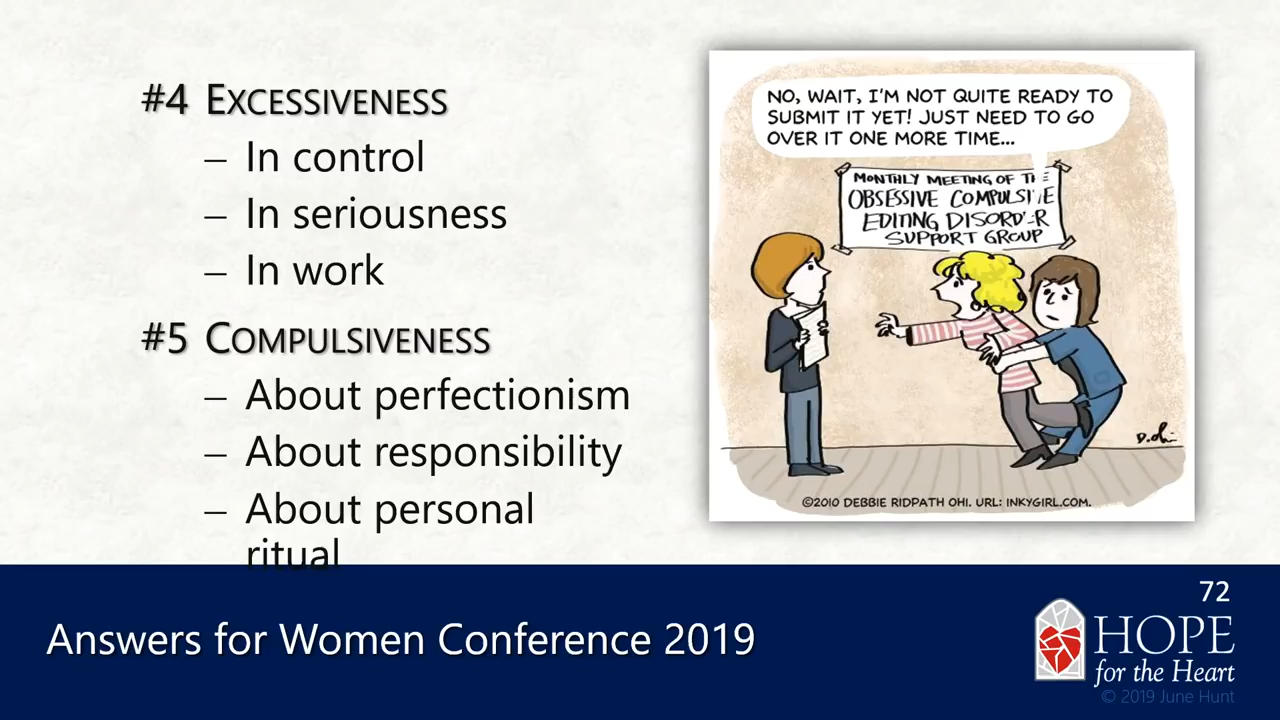 #4 EXCESSIVENESS
– In control
– In seriousness
– In work
#5 COMPULSIVENESS
– About perfectionism
– About responsibility
– About personal
ritual
NO, WAIT, I'M NOT QUITE READY TO
SUBMIT IT YET! JUST NEED TO GO
OVER IT ONE MORE TIME...
MONTHLY MEETING OF THE
OBSESSIVE COMPULSIVE
EDITING DISORDER
SUPPORT GROUP
D.Ohi
©2010 DEBBIE RIDPATH OHI. URL: INKYGIRL.COM.
72
Answers for Women Conference 2019
HOPE
for the Heart
© 2019 June Hunt